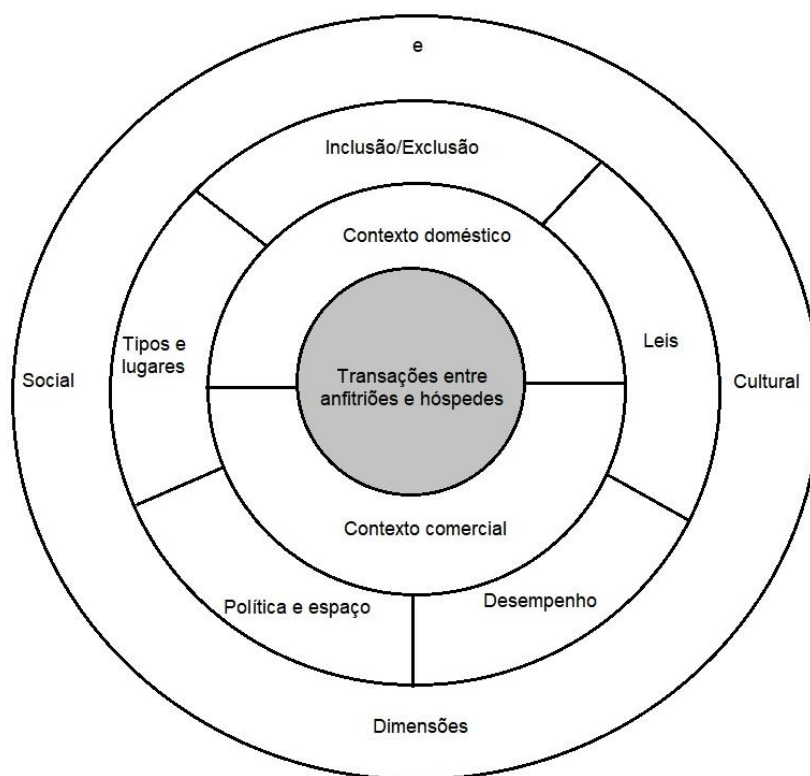 e
Inclusão/Exclusão
Contexto doméstico
Tipos e
lugares
Leis
Social
Transações entre
anfitriões e hóspedes
Cultural
Contexto comercial
Política e espaço
Desempenho
Dimensões